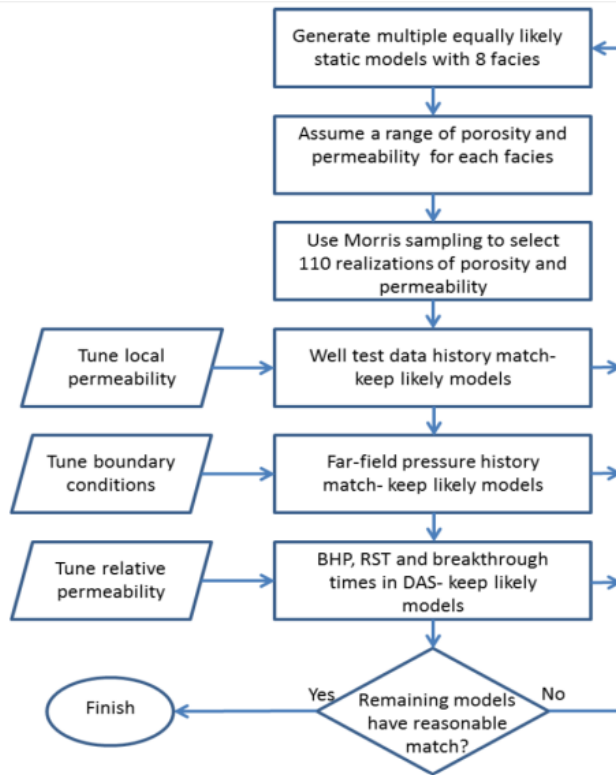 Generate multiple equally likely
static models with 8 facies
Assume a range of porosity and
permeability for each facies
Use Morris sampling to select
110 realizations of porosity and
permeability
Tune local
permeability
Well test data history match-
keep likely models
Tune boundary
conditions
Far-field pressure history
match- keep likely models
Tune relative
permeability
BHP, RST and breakthrough
times in DAS- keep likely
models
Finish
Yes
Remaining models
have reasonable
match?
No